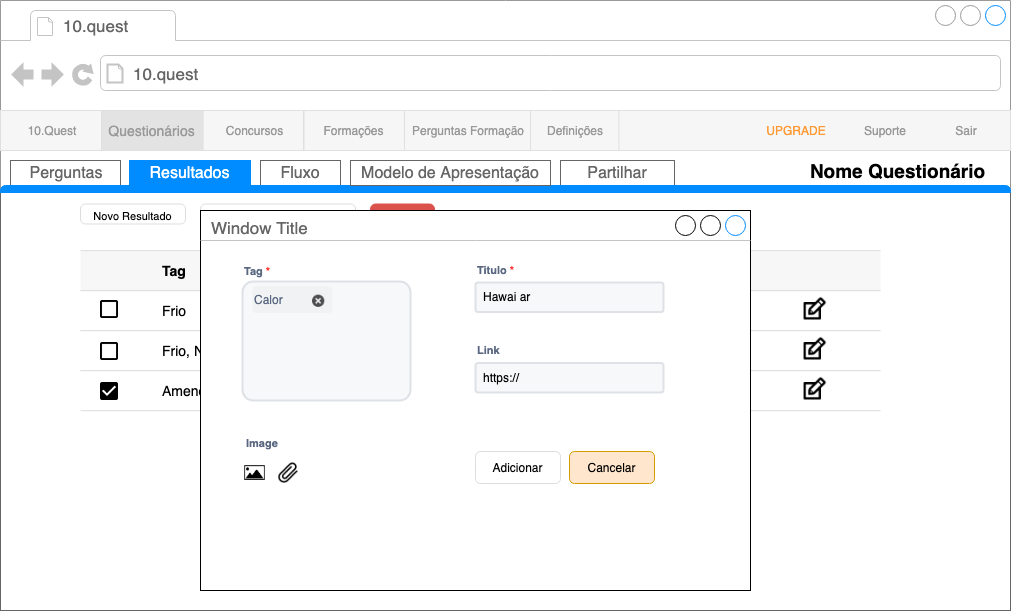 10.quest
10.quest
10.Quest Questionários Concursos Formações Perguntas Formação Definições UPGRADE Suporte Sair
Perguntas Resultados Fluxo Modelo de Apresentação Partilhar Nome Questionário
Novo Resultado
Window Title
Tag
Frio
Frio,
Tag *
Calor
Titulo *
Hawai ar
Link
https://
Image
Adicionar Cancelar